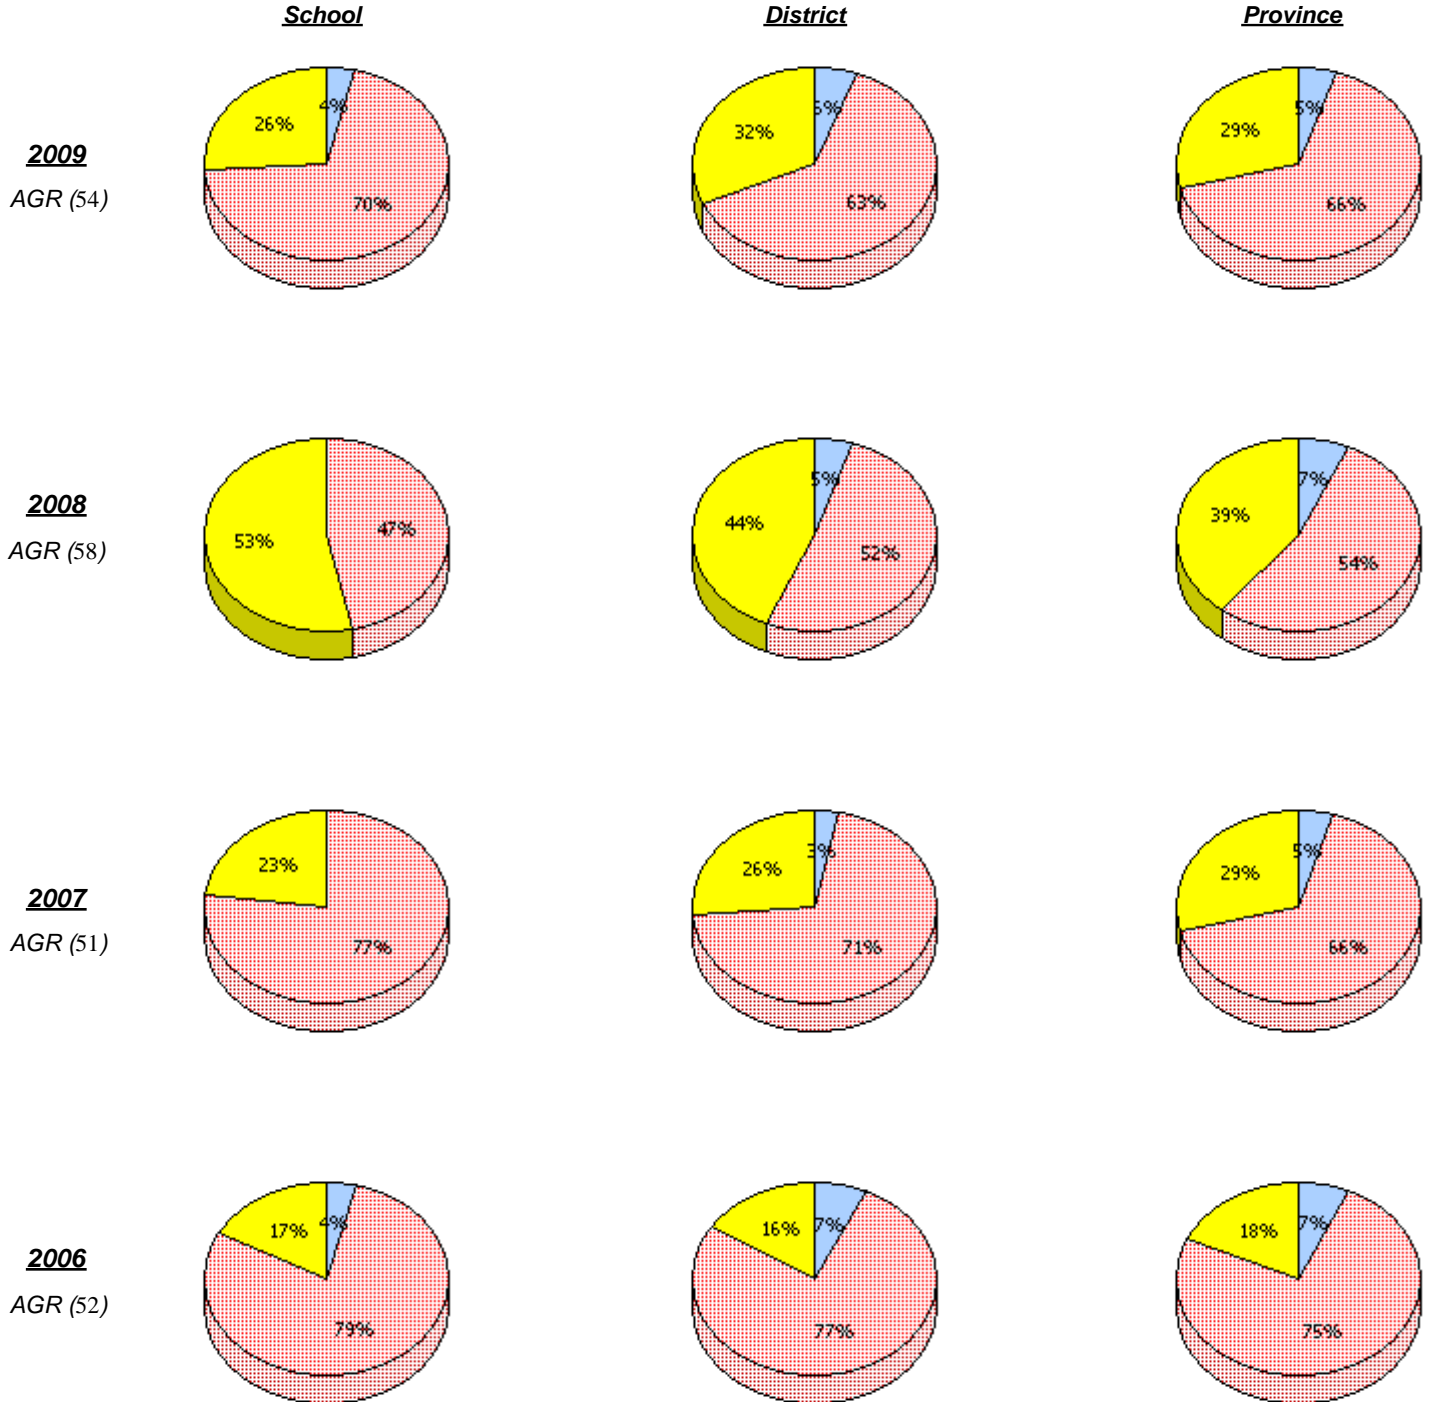 School District Province
2009
AGR (54)
26% 4% 70%
32% 5% 63%
29% 5% 66%
2008
AGR (58)
53% 47%
44% 5% 52%
39% 7% 54%
2007
AGR (51)
23% 77%
26% 3% 71%
29% 5% 66%
2006
AGR (52)
17% 4% 79%
16% 7% 77%
18% 7% 75%